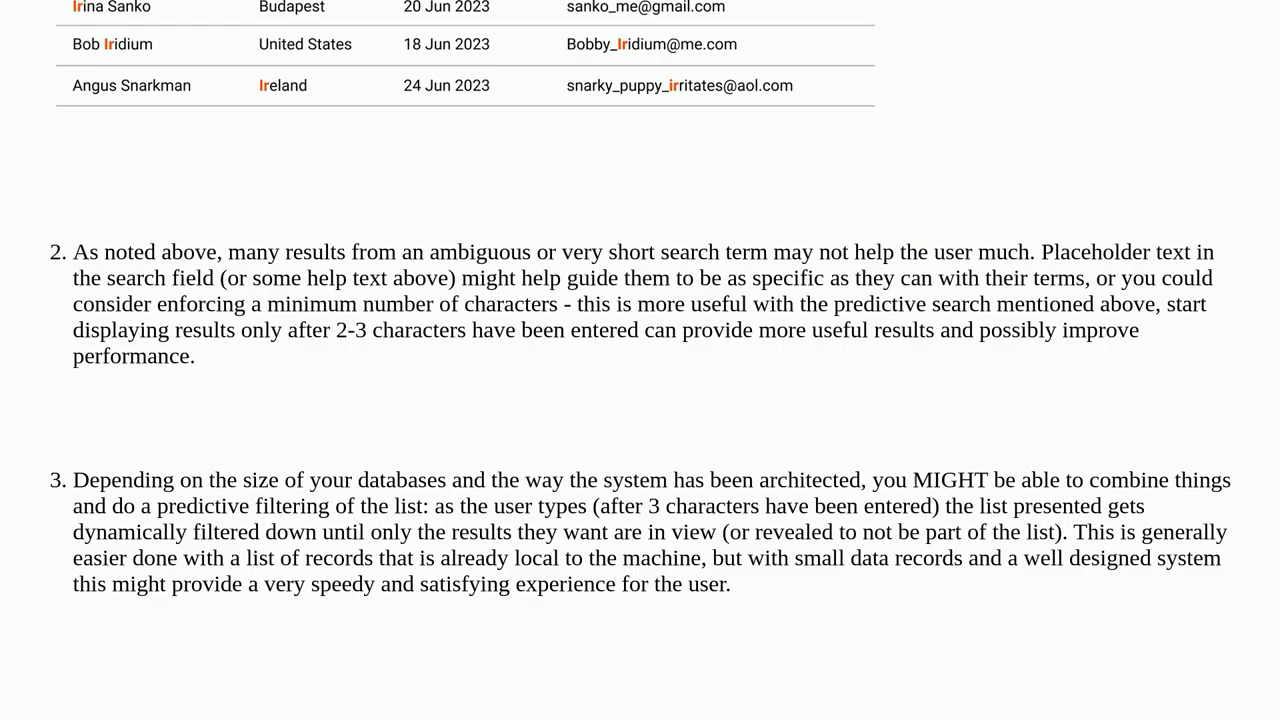 Irina Sanko Budapest 20 Jun 2023 sanko_me@gmail.com
Bob Iridium United States 18 Jun 2023 Bobby_Iridium@me.com
Angus Snarkman Ireland 24 Jun 2023 snarky_puppy_irritates@aol.com
2. As noted above, many results from an ambiguous or very short search term may not help the user much. Placeholder text in
the search field (or some help text above) might help guide them to be as specific as they can with their terms, or you could
consider enforcing a minimum number of characters - this is more useful with the predictive search mentioned above, start
displaying results only after 2-3 characters have been entered can provide more useful results and possibly improve
performance.
3. Depending on the size of your databases and the way the system has been architected, you MIGHT be able to combine things
and do a predictive filtering of the list: as the user types (after 3 characters have been entered) the list presented gets
dynamically filtered down until only the results they want are in view (or revealed to not be part of the list). This is generally
easier done with a list of records that is already local to the machine, but with small data records and a well designed system
this might provide a very speedy and satisfying experience for the user.